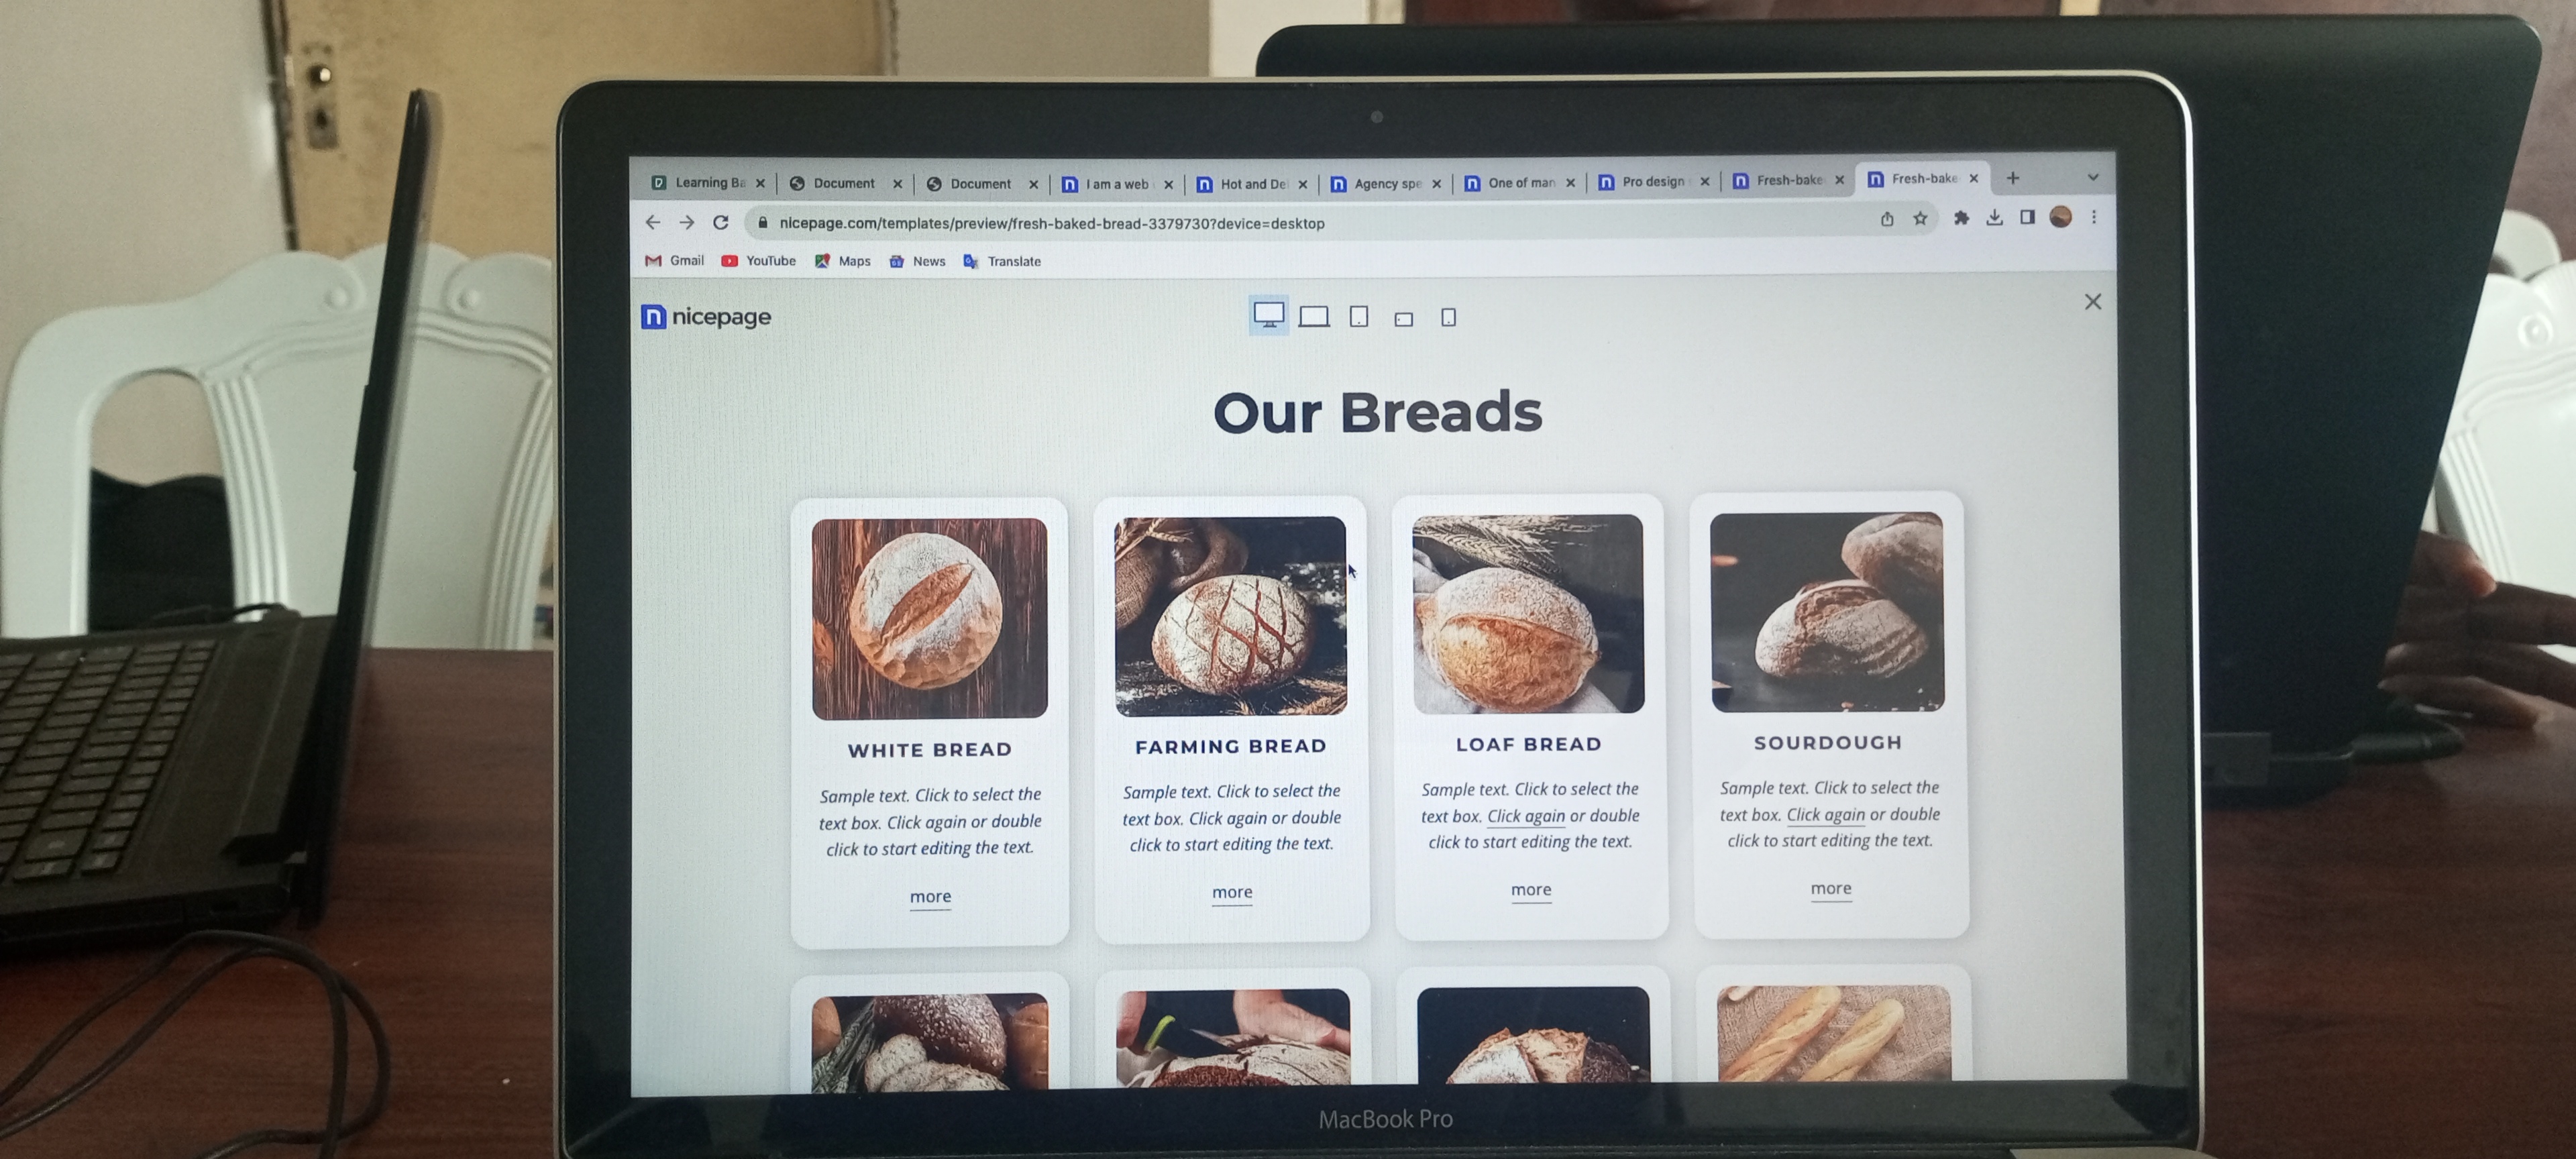 Learning Ba
Document
Document
I am a web
Hot and De
Agency spe
One of man
Pro design
Fresh-bake
Fresh-bake
nicepage.com/templates/preview/fresh-baked-bread-3379730?device=desktop
Gmail
YouTube
Maps
News
Translate
nicepage
Our Breads
WHITE BREAD
Sample text. Click to select the
text box. Click again or double
click to start editing the text.
more
FARMING BREAD
Sample text. Click to select the
text box. Click again or double
click to start editing the text.
more
LOAF BREAD
Sample text. Click to select the
text box. Click again or double
click to start editing the text.
more
SOURDOUGH
Sample text. Click to select the
text box. Click again or double
click to start editing the text.
more
MacBook Pro